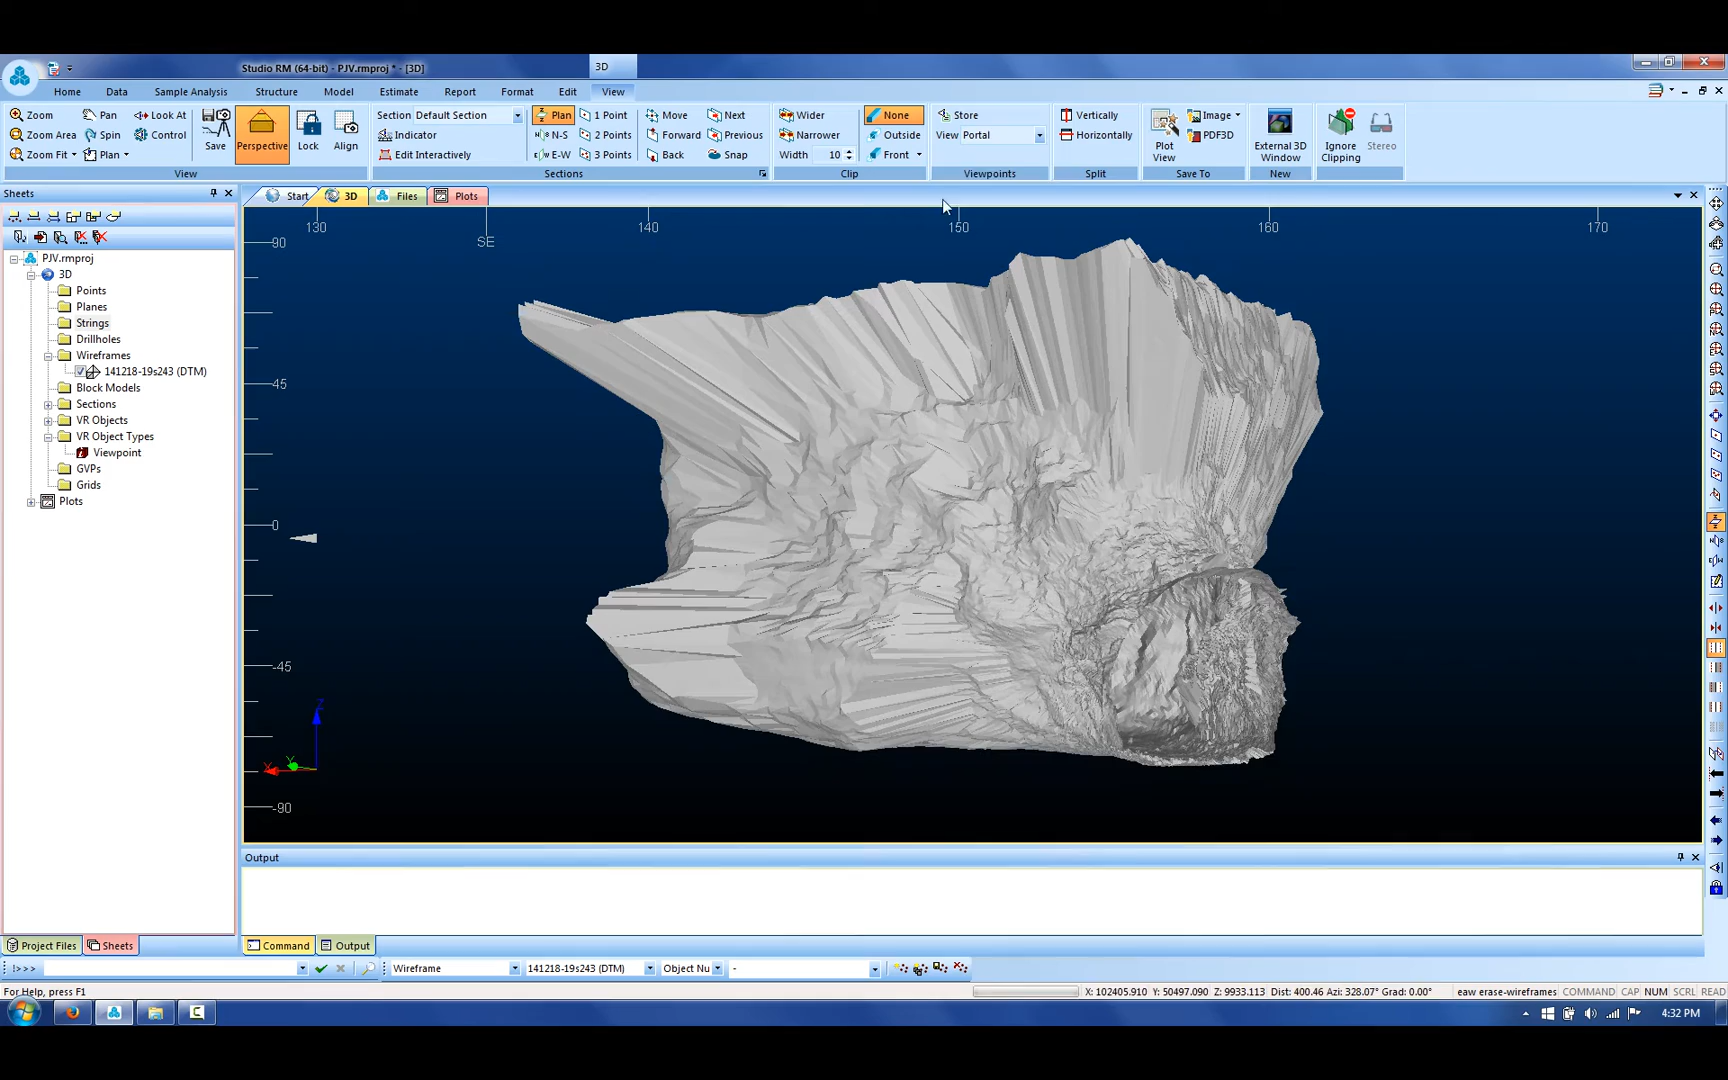 Studio RM (64-bit) - PJV.rmproj * - [3D]
3D
Home Data Sample Analysis Structure Model Estimate Report Format Edit View
Zoom Pan Look At
Zoom Area Spin Control
Zoom Fit Plan
Save Perspective Lock Align
View
Section Default Section
Indicator
Edit Interactively
Plan 1 Point Move Next
N-S 2 Points Forward Previous
E-W 3 Points Back Snap
Sections
Wider None
Narrower Outside
Width 10 Front
Clip
Store
View Portal
Viewpoints
Vertically
Horizontally
Split
Plot View
Image
PDF3D
Save To
External 3D Window
New
Ignore Clipping
Stereo
Sheets
Start 3D Files Plots
PJV.rmproj
3D
Points
Planes
Strings
Drillholes
Wireframes
141218-19s243 (DTM)
Block Models
Sections
VR Objects
VR Object Types
Viewpoint
GVPs
Grids
Plots
130 140 150 160 170
SE
90
45
0
-45
-90
Z
X
Y
Output
Project Files Sheets
Command Output
!>>> Wireframe 141218-19s243 (DTM) Object Nu -
For Help, press F1
X: 102405.910 Y: 50497.090 Z: 9933.113 Dist: 400.46 Azi: 328.07° Grad: 0.00° eaw erase-wireframes COMMAND CAP NUM SCRL READ
4:32 PM